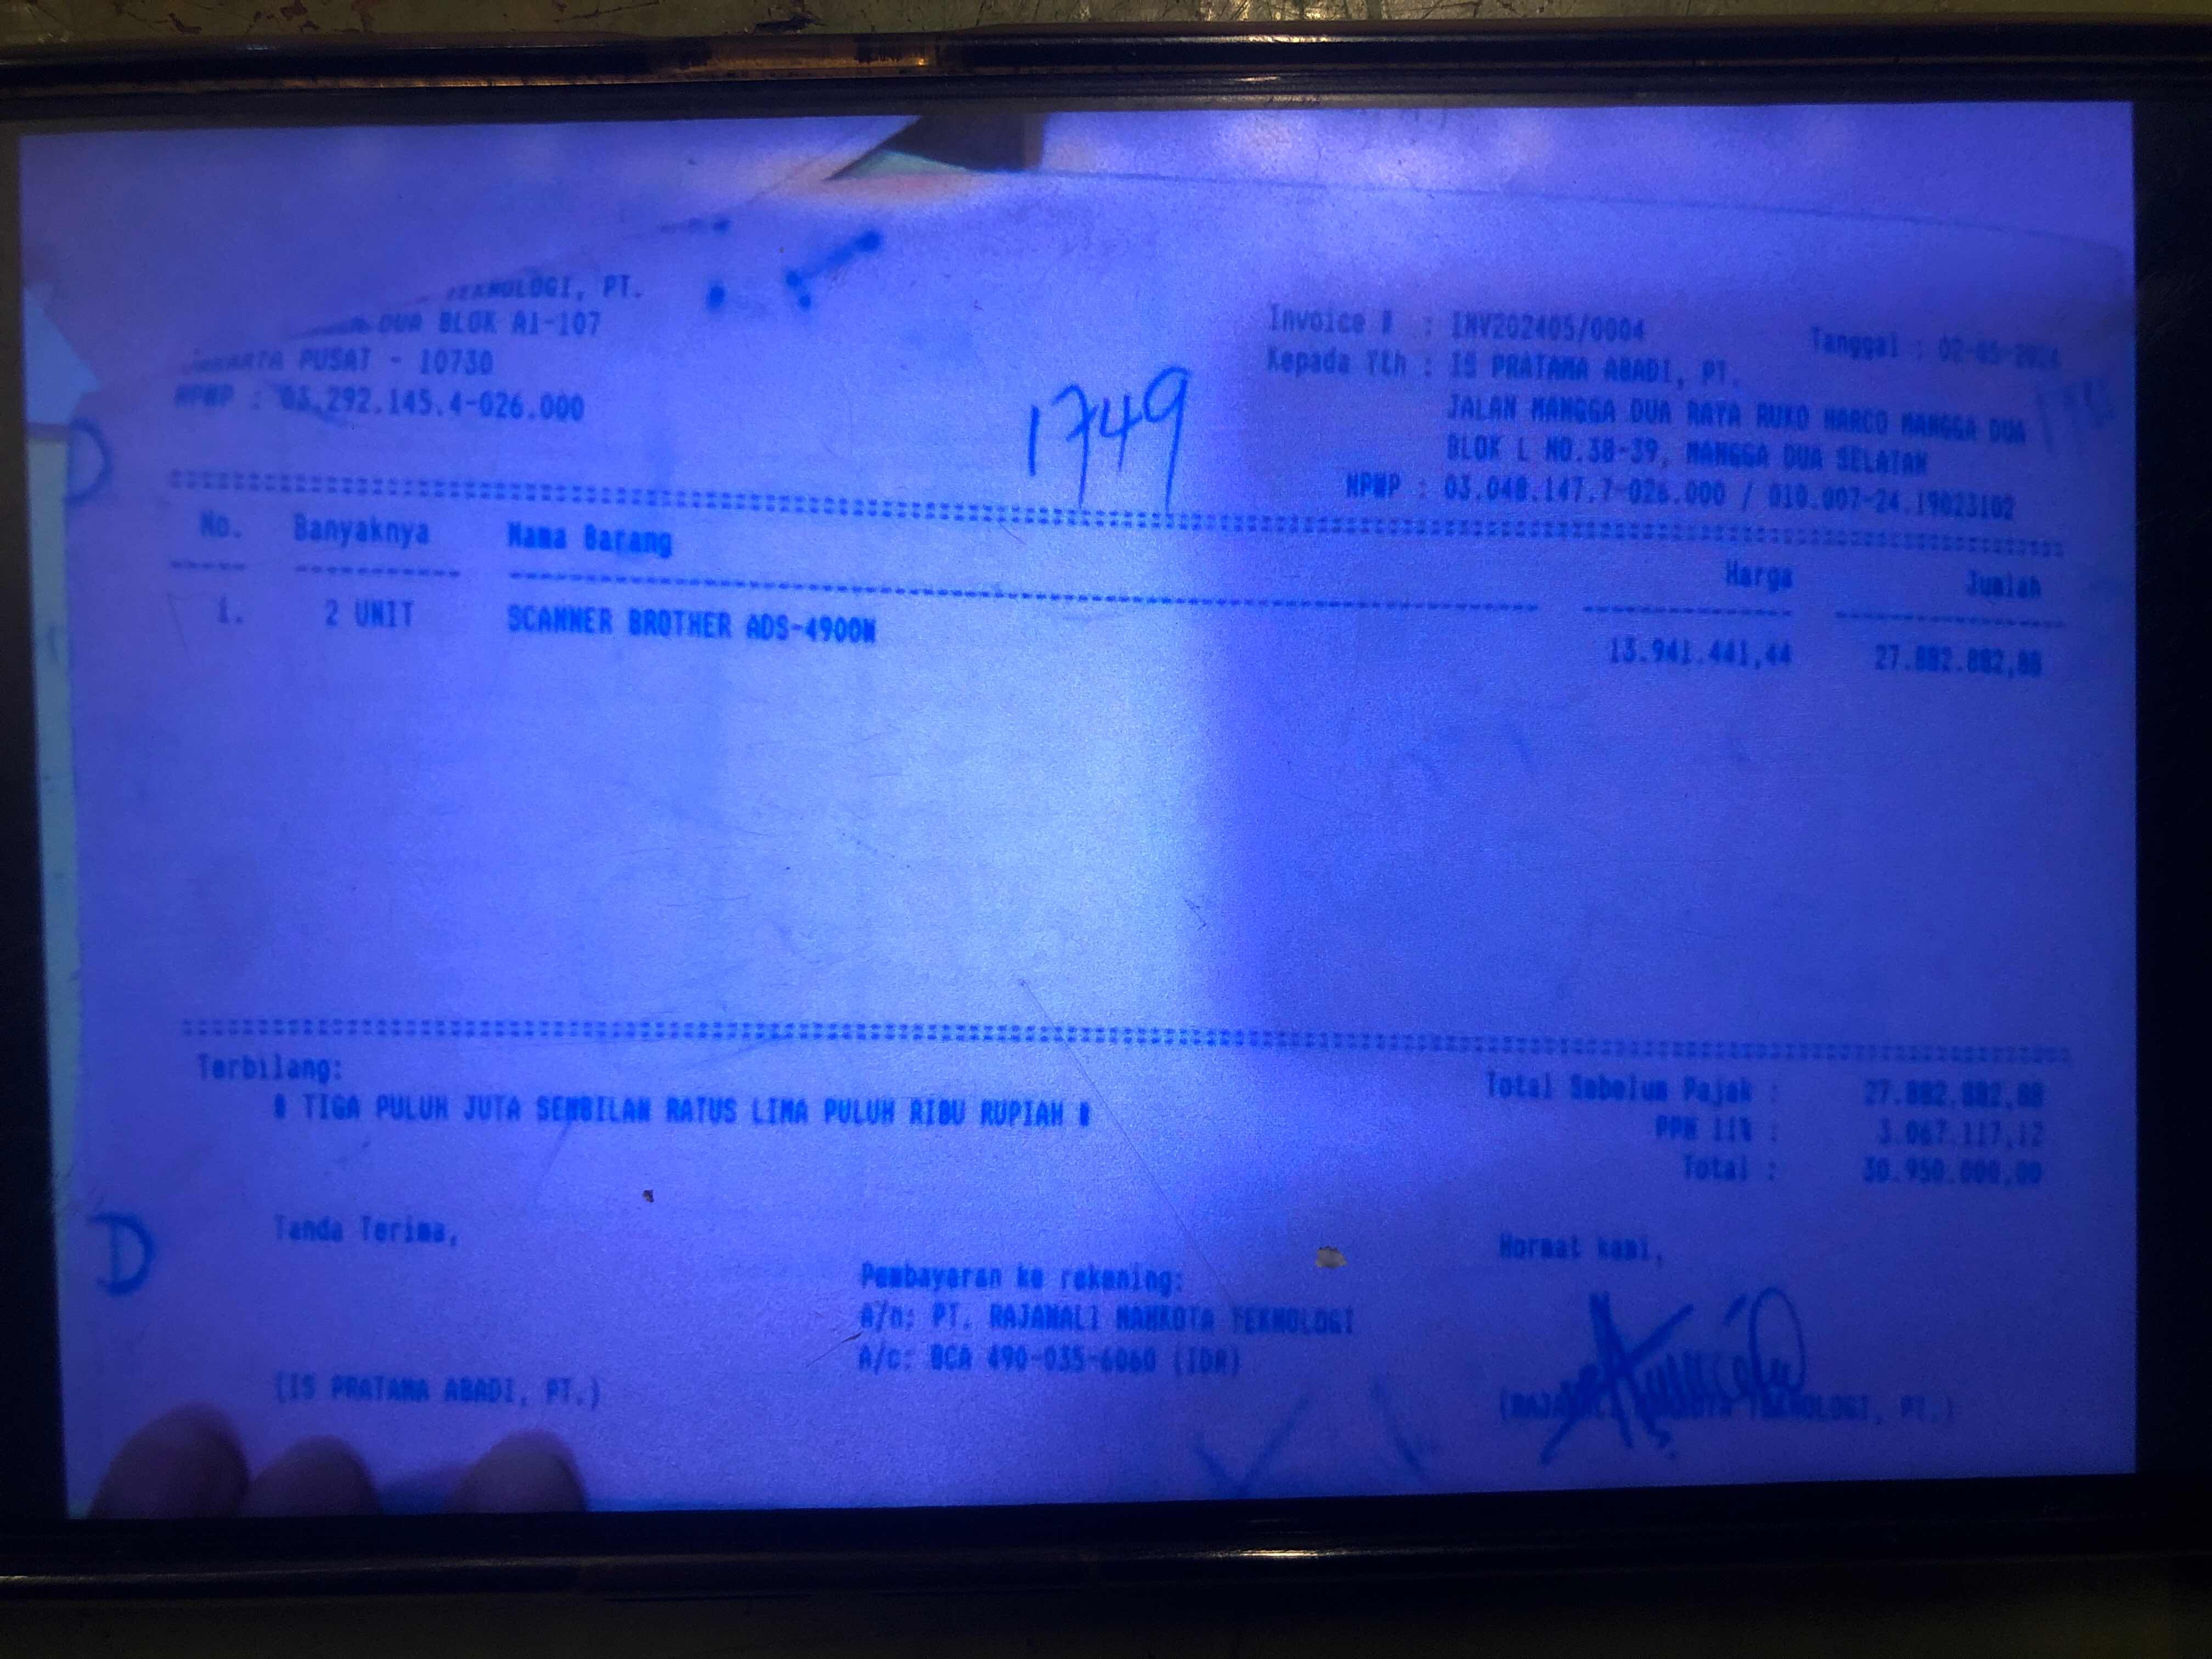 TEKNOLOGI, PT.
DUA BLOK A1-107
JAKARTA PUSAT - 10730
NPWP : 03.292.145.4-026.000
1749
Invoice # : INV202405/0004
Tanggal : 02-05-2024
Kepada Yth : IS PRATAMA ABADI, PT.
JALAN MANGGA DUA RAYA RUKO HARCO MANGGA DUA
BLOK L NO.38-39, MANGGA DUA SELATAN
NPWP : 03.048.147.7-026.000 / 010.007-24.19023102
No. Banyaknya Nama Barang Harga Jumlah
1. 2 UNIT SCANNER BROTHER ADS-4900W 13.941.441,44 27.882.882,88
Terbilang:
# TIGA PULUH JUTA SEMBILAN RATUS LIMA PULUH RIBU RUPIAH #
Total Sebelum Pajak : 27.882.882,88
PPN 11% : 3.067.117,12
Total : 30.950.000,00
D
Tanda Terima,
Hormat kami,
Pembayaran ke rekening:
A/n: PT. RAJAWALI MAHKOTA TEKNOLOGI
A/c: BCA 490-035-6060 (IDR)
(IS PRATAMA ABADI, PT.)
TEKNOLOGI, PT.)